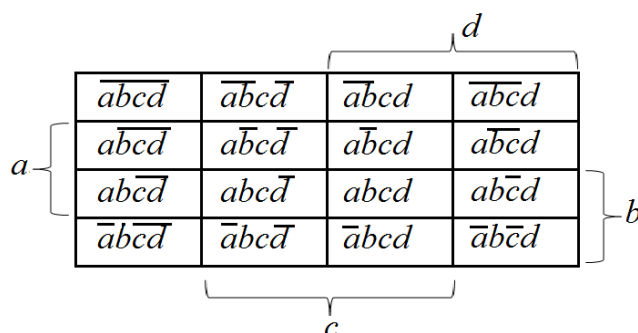 d
a̅b̅c̅d̅ a̅b̅cd̅ a̅b̅cd a̅b̅c̅d
ab̅c̅d̅ ab̅cd̅ ab̅cd ab̅c̅d
a
abc̅d̅ abcd̅ abcd abc̅d
b
a̅bc̅d̅ a̅bcd̅ a̅bcd a̅bc̅d
c